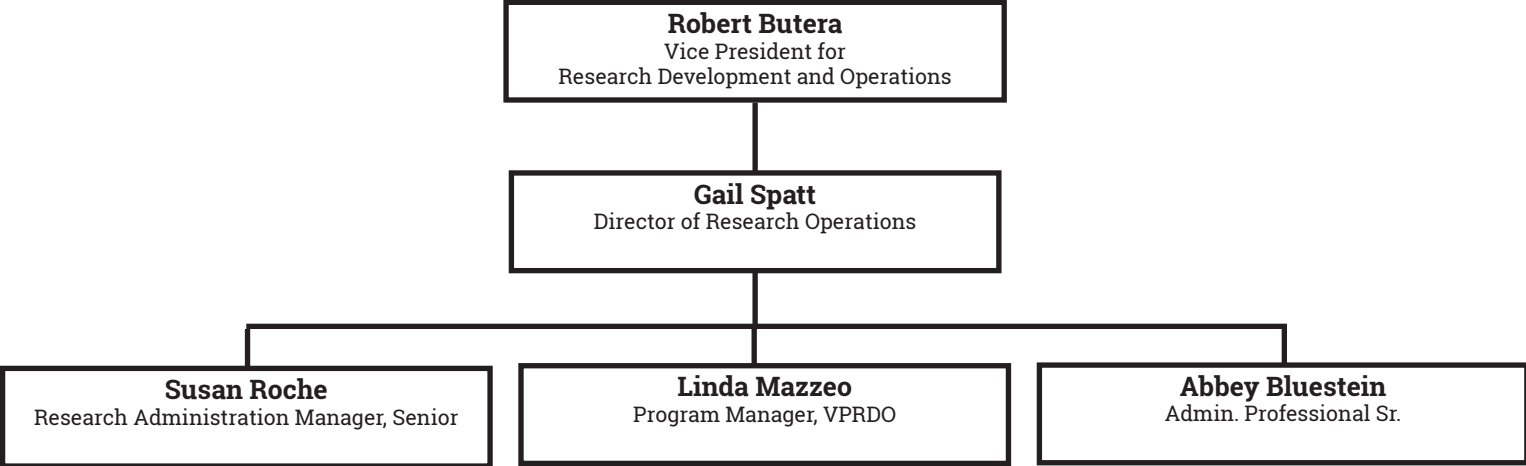 Robert Butera
Vice President for
Research Development and Operations
Gail Spatt
Director of Research Operations
Susan Roche
Research Administration Manager, Senior
Linda Mazzeo
Program Manager, VPRDO
Abbey Bluestein
Admin. Professional Sr.